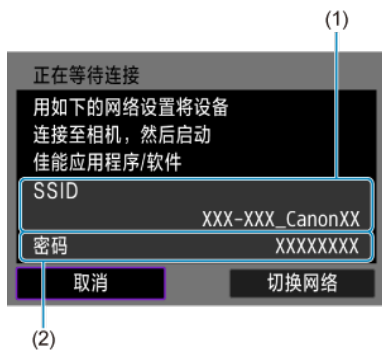 (1)
正在等待连接
用如下的网络设置将设备
连接至相机，然后启动
佳能应用程序/软件
SSID
XXX-XXX_CanonXX
密码 XXXXXXXX
取消 切换网络
(2)